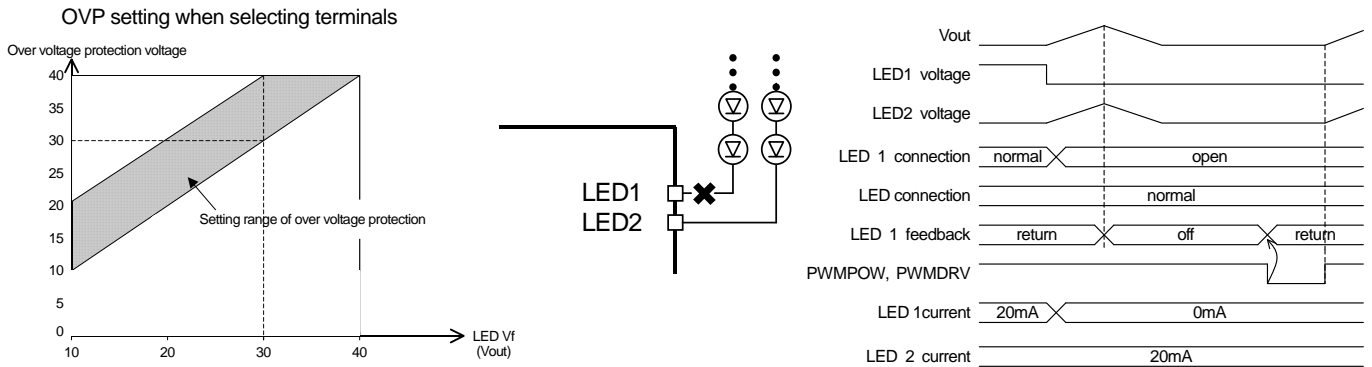 OVP setting when selecting terminals
Over voltage protection voltage
40
35
30
25
20
15
10
5
0
Setting range of over voltage protection
10
20
30
40
LED Vf
(Vout)
LED1
LED2
Vout
LED1 voltage
LED2 voltage
LED 1 connection
normal
open
LED connection
normal
LED 1 feedback
return
off
return
PWMPOW, PWMDRV
LED 1current
20mA
0mA
LED 2 current
20mA